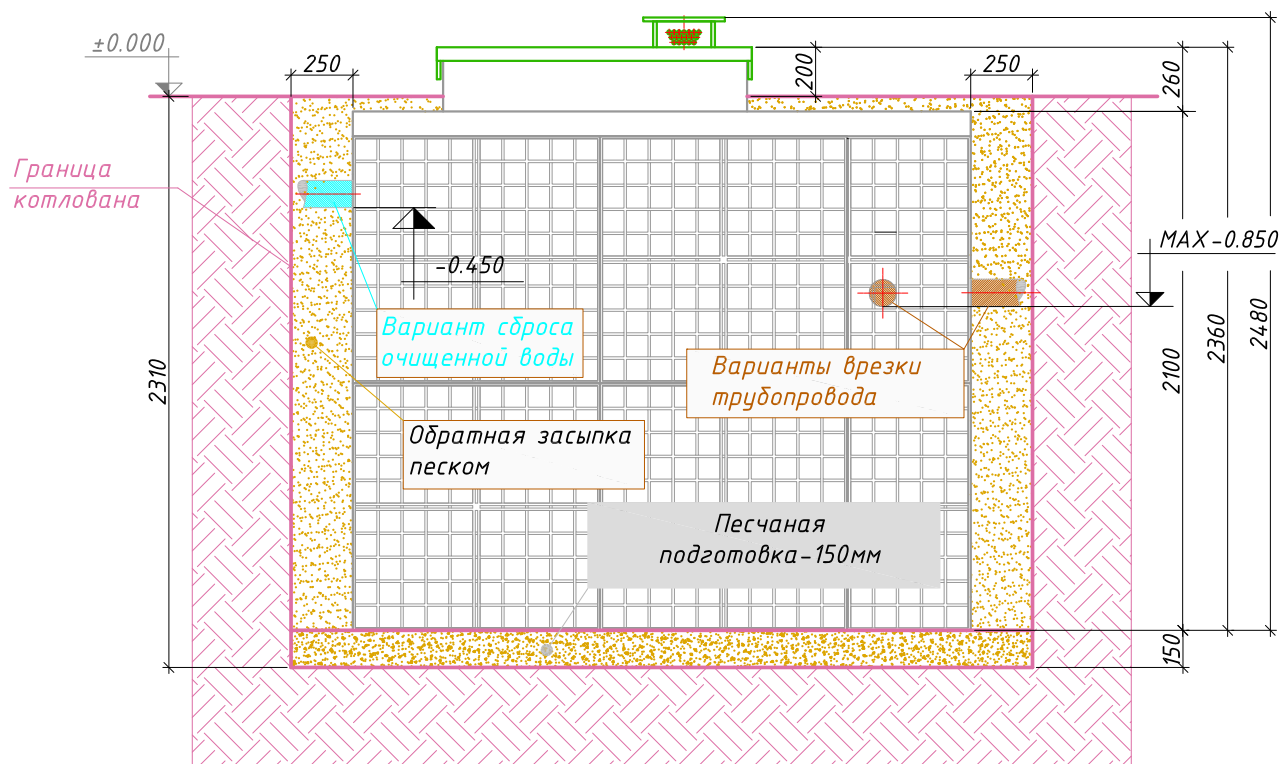 ±0.000
250
200
250
260
Граница
котлована
-0.450
MAX-0.850
Вариант сброса
очищенной воды
Варианты врезки
трубопровода
2310
2100
2360
2480
Обратная засыпка
песком
Песчаная
подготовка-150мм
150